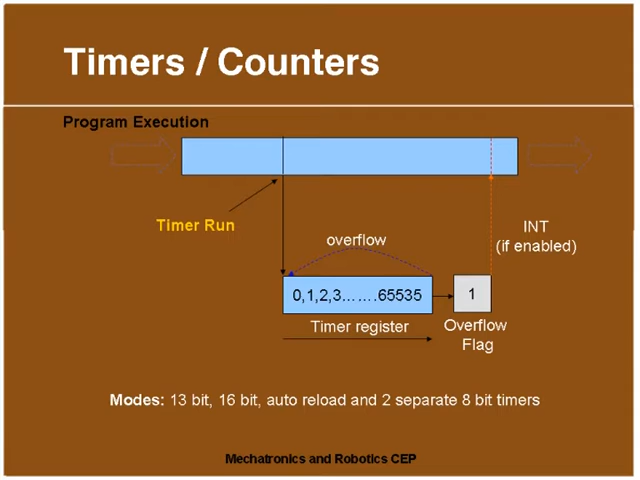 Timers / Counters
Program Execution
Timer Run
overflow
INT
(if enabled)
0,1,2,3…….65535
1
Timer register
Overflow
Flag
Modes: 13 bit, 16 bit, auto reload and 2 separate 8 bit timers
Mechatronics and Robotics CEP